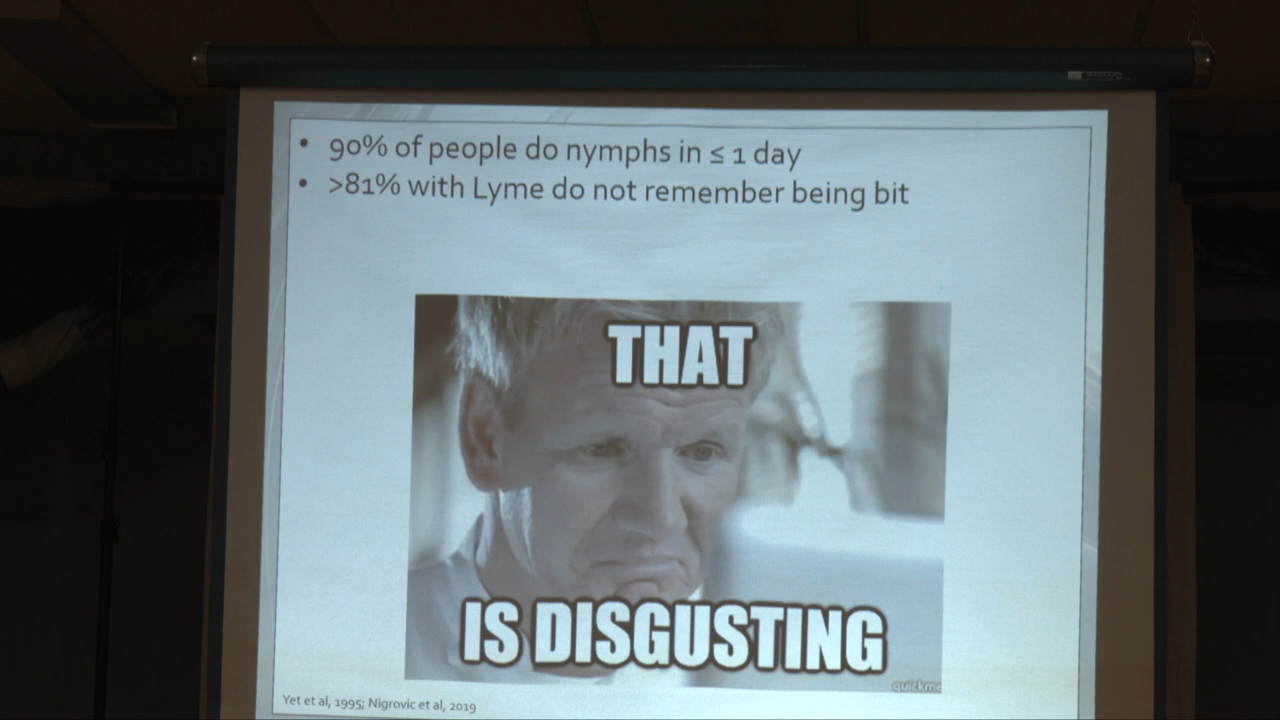 • 90% of people do nymphs in ≤ 1 day
• >81% with Lyme do not remember being bit
THAT
IS DISGUSTING
quickme
Yet et al, 1995; Nigrovic et al, 2019